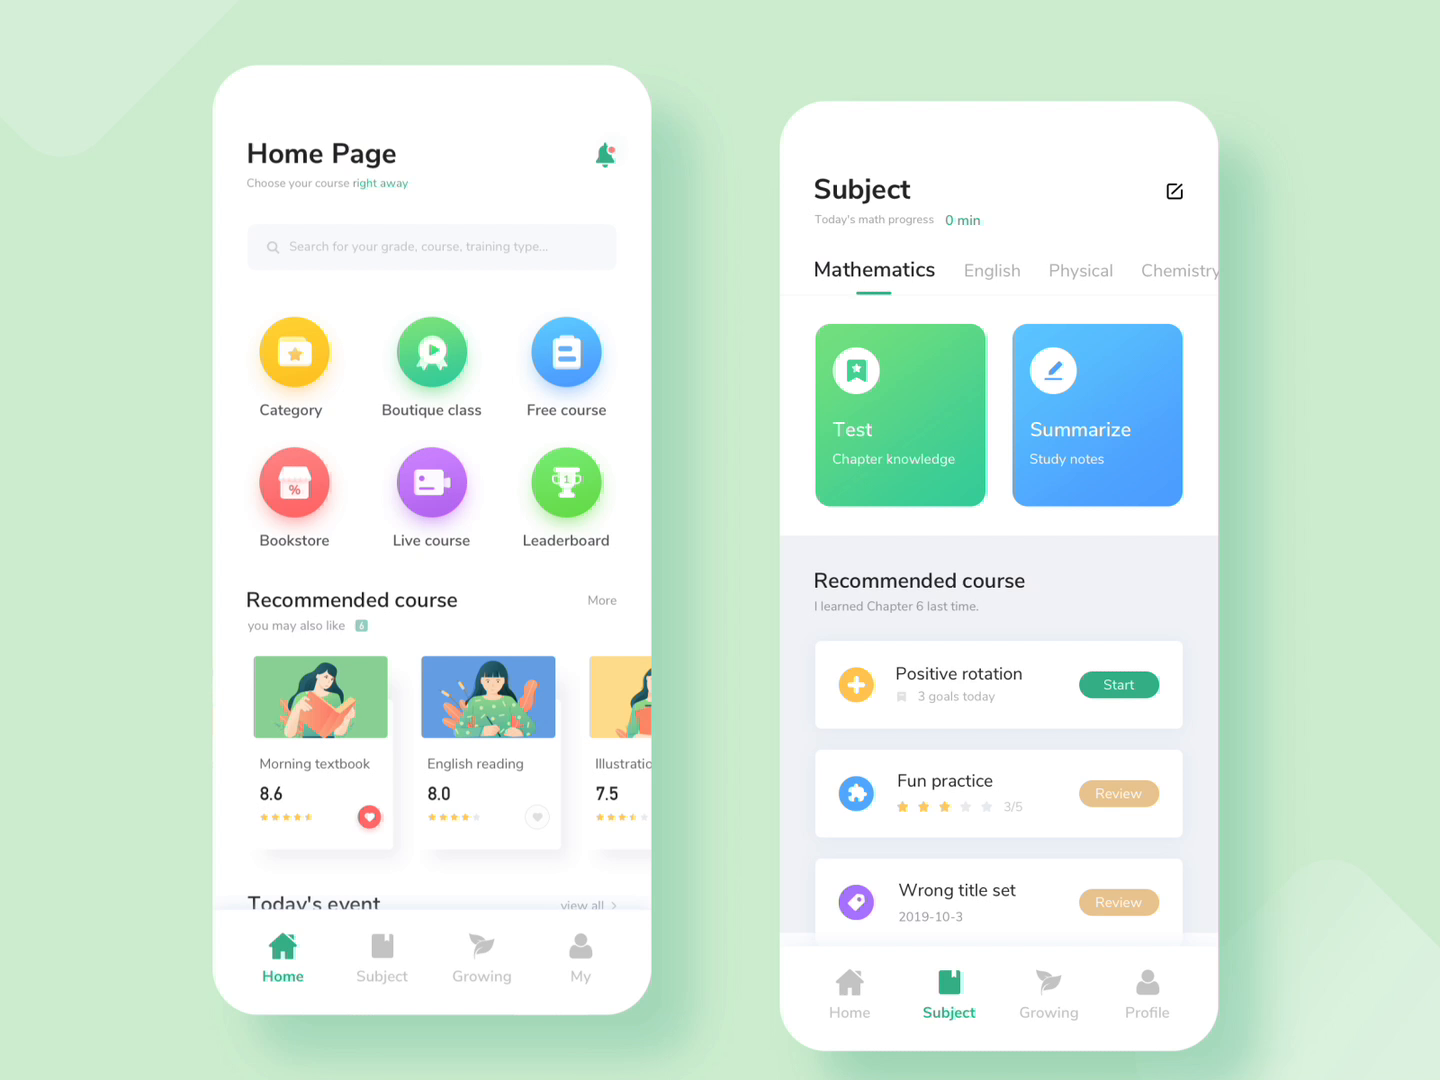 Home Page
Choose your course right away
Search for your grade, course, training type...
Category
Boutique class
Free course
%
1
Bookstore
Live course
Leaderboard
Recommended course
More
you may also like 6
Morning textbook
English reading
Illustratio
8.6
8.0
7.5
Today's event
view all
Home
Subject
Growing
My
Subject
Today's math progress 0 min
Mathematics
English
Physical
Chemistry
Test
Chapter knowledge
Summarize
Study notes
Recommended course
I learned Chapter 6 last time.
Positive rotation
3 goals today
Start
Fun practice
3/5
Review
Wrong title set
2019-10-3
Review
Home
Subject
Growing
Profile